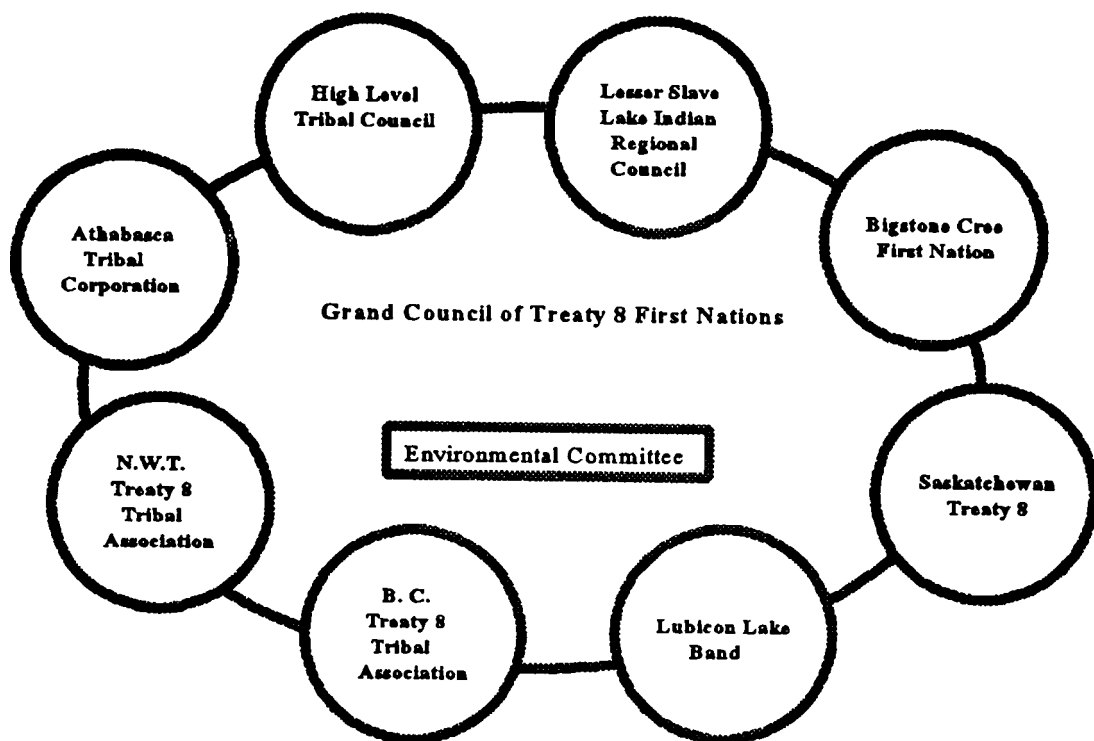 High Level
Tribal Council
Lesser Slave
Lake Indian
Regional
Council
Athabasca
Tribal
Corporation
Bigstone Cree
First Nation
Grand Council of Treaty 8 First Nations
Environmental Committee
N.W.T.
Treaty 8
Tribal
Association
Saskatchewan
Treaty 8
B. C.
Treaty 8
Tribal
Association
Lubicon Lake
Band